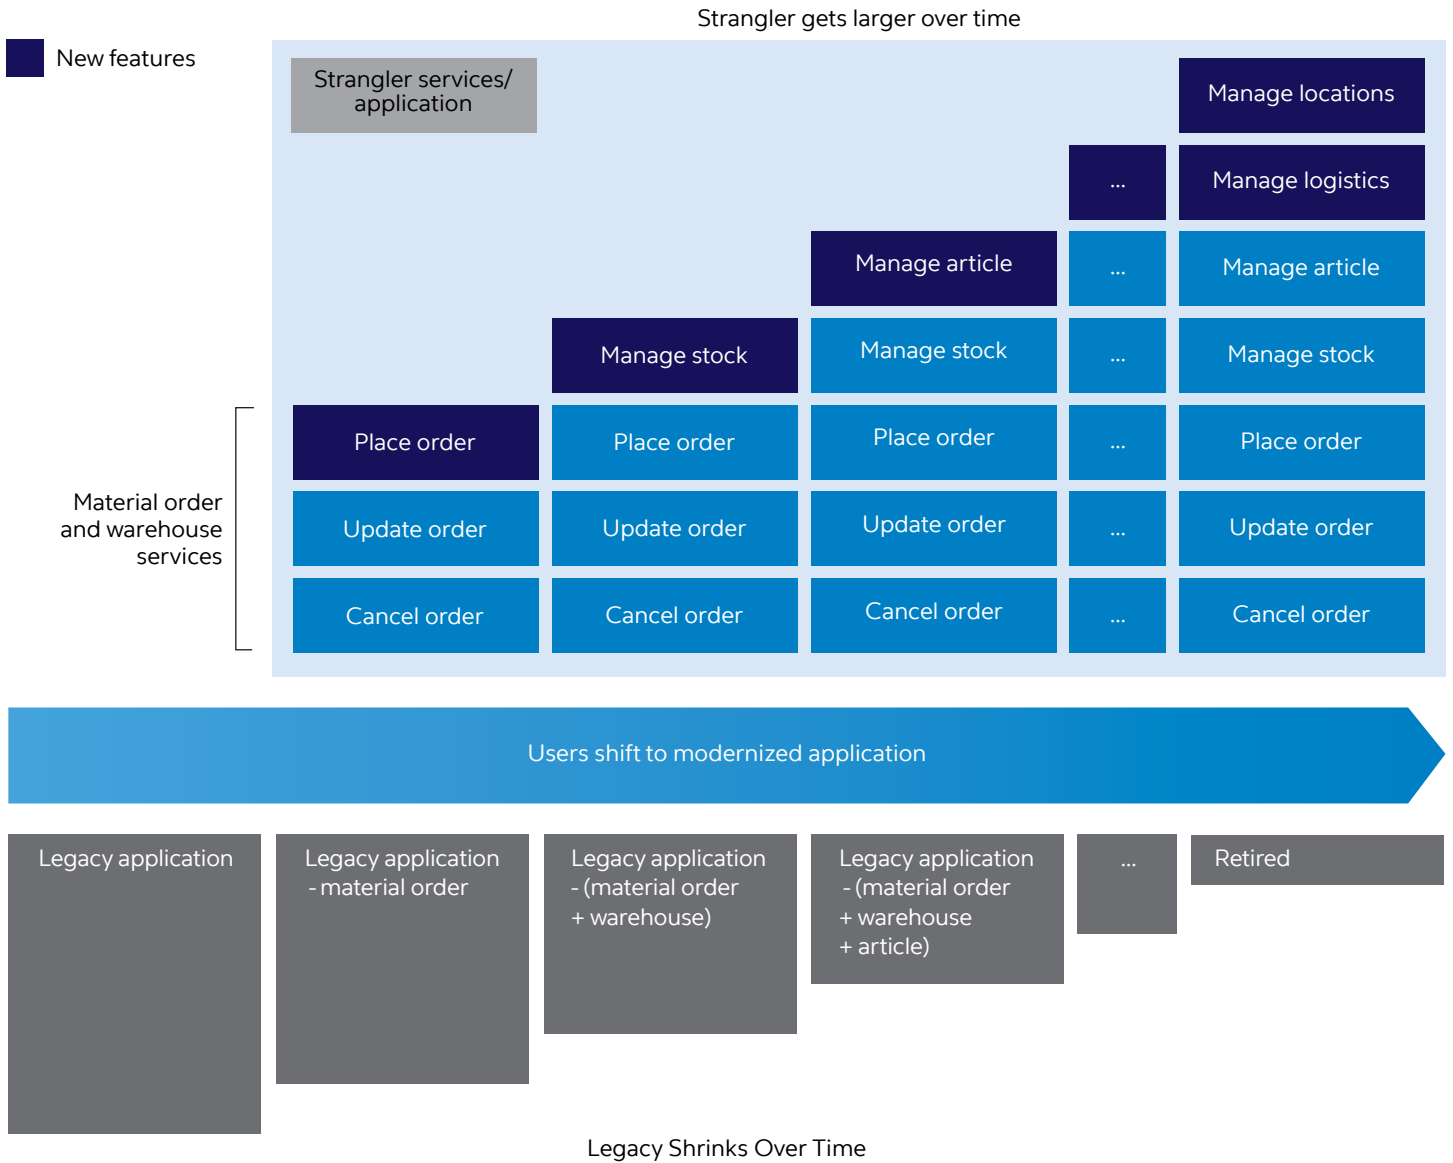 Strangler gets larger over time
New features
Strangler services/
application
Manage locations
...
Manage logistics
Manage article
...
Manage article
Manage stock
Manage stock
...
Manage stock
Place order
Place order
Place order
...
Place order
Material order
and warehouse
services
Update order
Update order
Update order
...
Update order
Cancel order
Cancel order
Cancel order
...
Cancel order
Users shift to modernized application
Legacy application
Legacy application
- material order
Legacy application
- (material order
+ warehouse)
Legacy application
- (material order
+ warehouse
+ article)
...
Retired
Legacy Shrinks Over Time